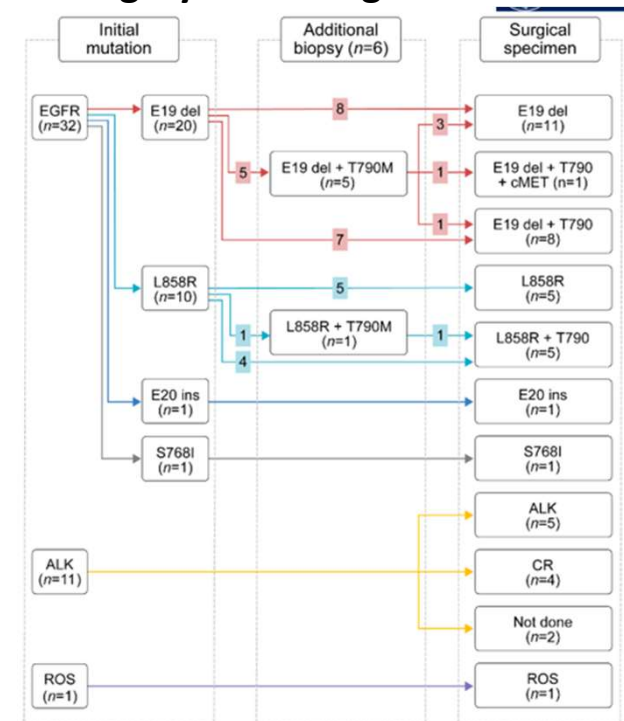 Initial
mutation
Additional
biopsy (n=6)
Surgical
specimen
EGFR
(n=32)
E19 del
(n=20)
8
E19 del
(n=11)
3
5
E19 del + T790M
(n=5)
1
E19 del + T790
+ cMET (n=1)
1
E19 del + T790
(n=8)
7
L858R
(n=10)
5
L858R
(n=5)
1
L858R + T790M
(n=1)
1
L858R + T790
(n=5)
4
E20 ins
(n=1)
E20 ins
(n=1)
S768I
(n=1)
S768I
(n=1)
ALK
(n=5)
ALK
(n=11)
CR
(n=4)
Not done
(n=2)
ROS
(n=1)
ROS
(n=1)